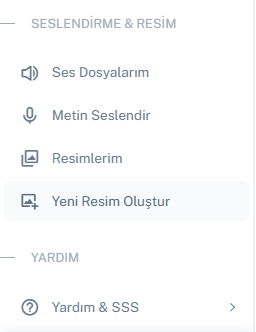 SESLENDİRME & RESİM
Ses Dosyalarım
Metin Seslendir
Resimlerim
Yeni Resim Oluştur
YARDIM
Yardım & SSS